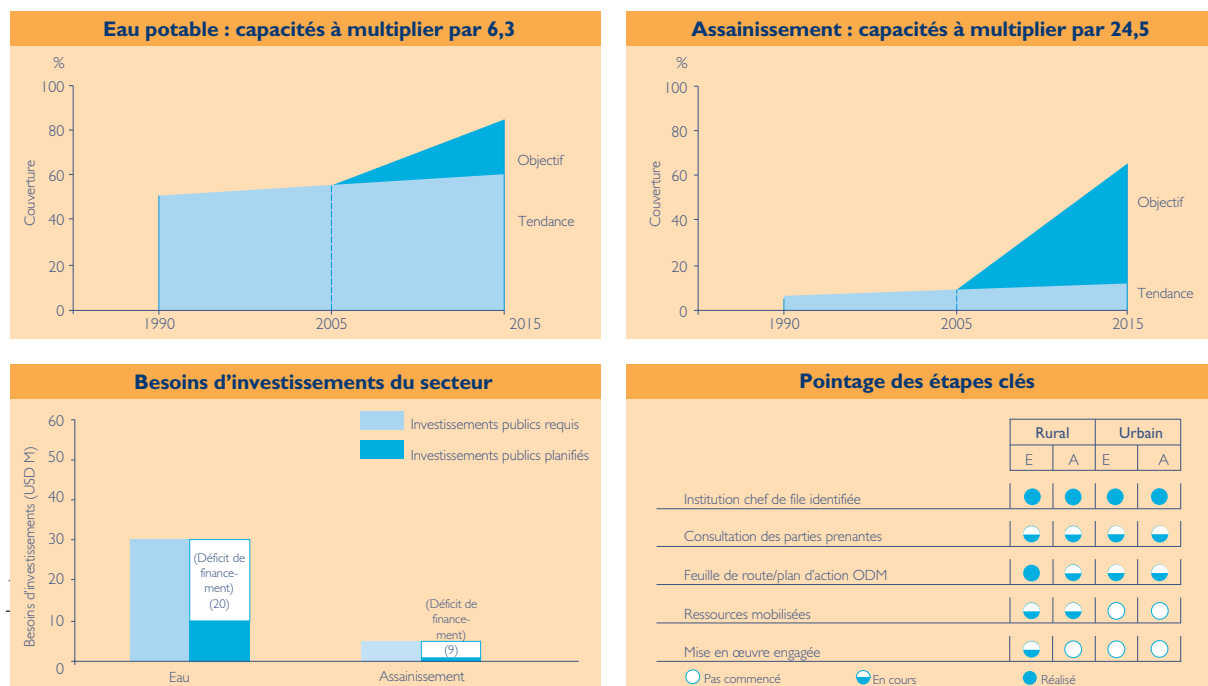 Eau potable : capacités à multiplier par 6,3
%
100
80
60
40
20
0
Couverture
Objectif
Tendance
1990
2005
2015
Assainissement : capacités à multiplier par 24,5
%
100
80
60
40
20
0
Couverture
Objectif
Tendance
1990
2005
2015
Besoins d’investissements du secteur
60
50
40
30
20
10
0
Besoins d’investissements (USD M)
Investissements publics requis
Investissements publics planifiés
(Déficit de
finance-
ment)
(20)
(Déficit de
finance-
ment)
(9)
Eau
Assainissement
Pointage des étapes clés
Rural Urbain
E A E A
Institution chef de file identifiée
Consultation des parties prenantes
Feuille de route/plan d’action ODM
Ressources mobilisées
Mise en œuvre engagée
Pas commencé En cours Réalisé